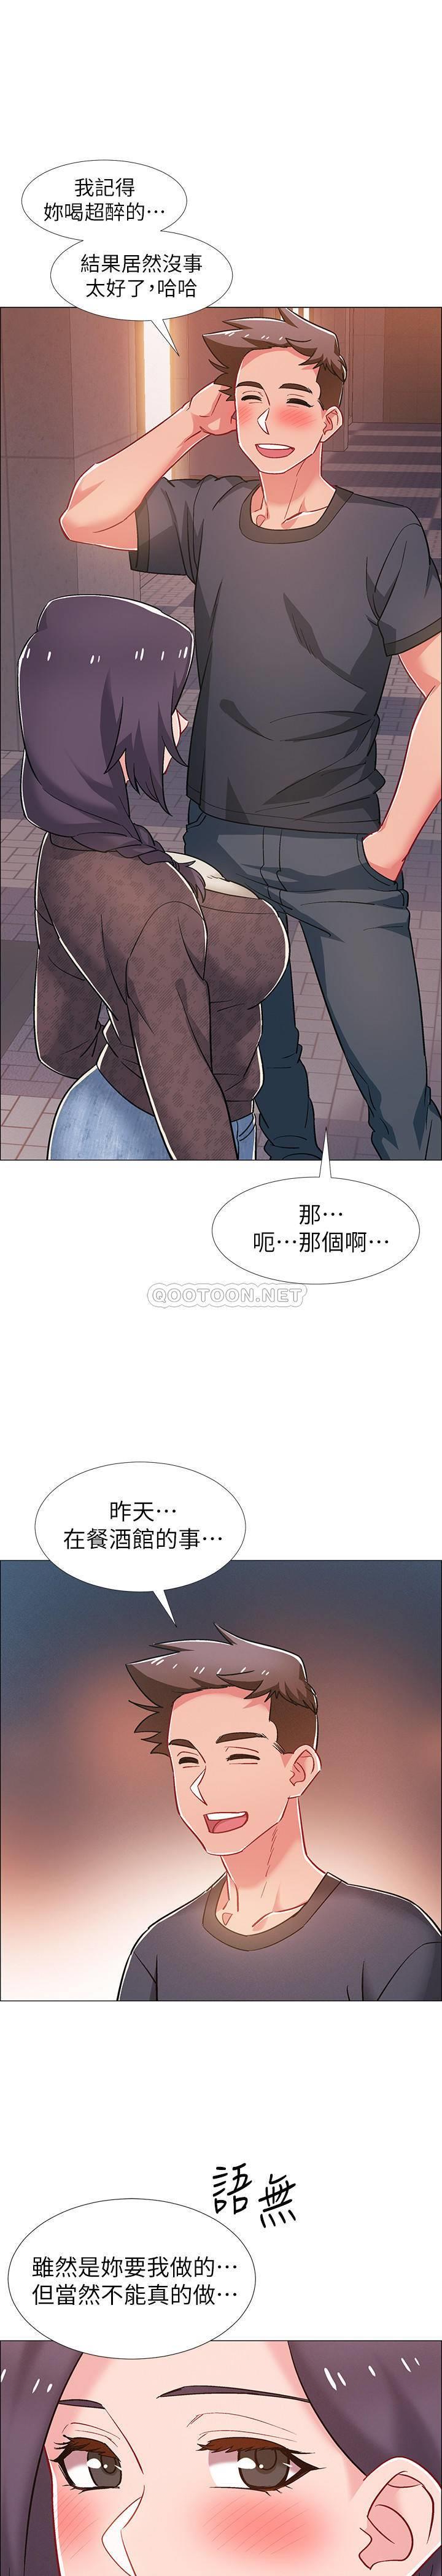 我記得
妳喝超醉的⋯
結果居然沒事
太好了，哈哈
那⋯
呃⋯那個啊⋯
QOOTOON.NET
昨天⋯
在餐酒館的事⋯
語無
雖然是妳要我做的⋯
但當然不能真的做⋯